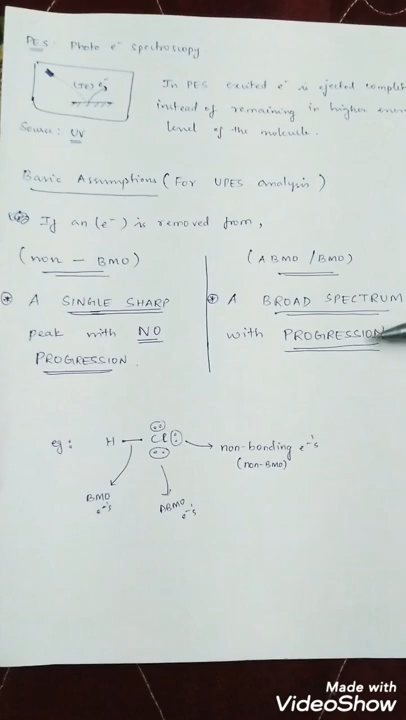 PES: Photo e⁻ spectroscopy
In PES excited e⁻ is ejected complet
instead of remaining in higher ener
level of the molecule.
Source: UV
Basic Assumptions (For UPES analysis)
If an (e⁻) is removed from,
(non - BMO)
A SINGLE SHARP
peak with NO
PROGRESSION.
(ABMO / BMO)
A BROAD SPECTRUM
with PROGRESSION
eg: H — Cl → non-bonding e⁻'s
(non-BMO)
BMO
e⁻'s
ABMO
e⁻'s
Made with
VideoShow